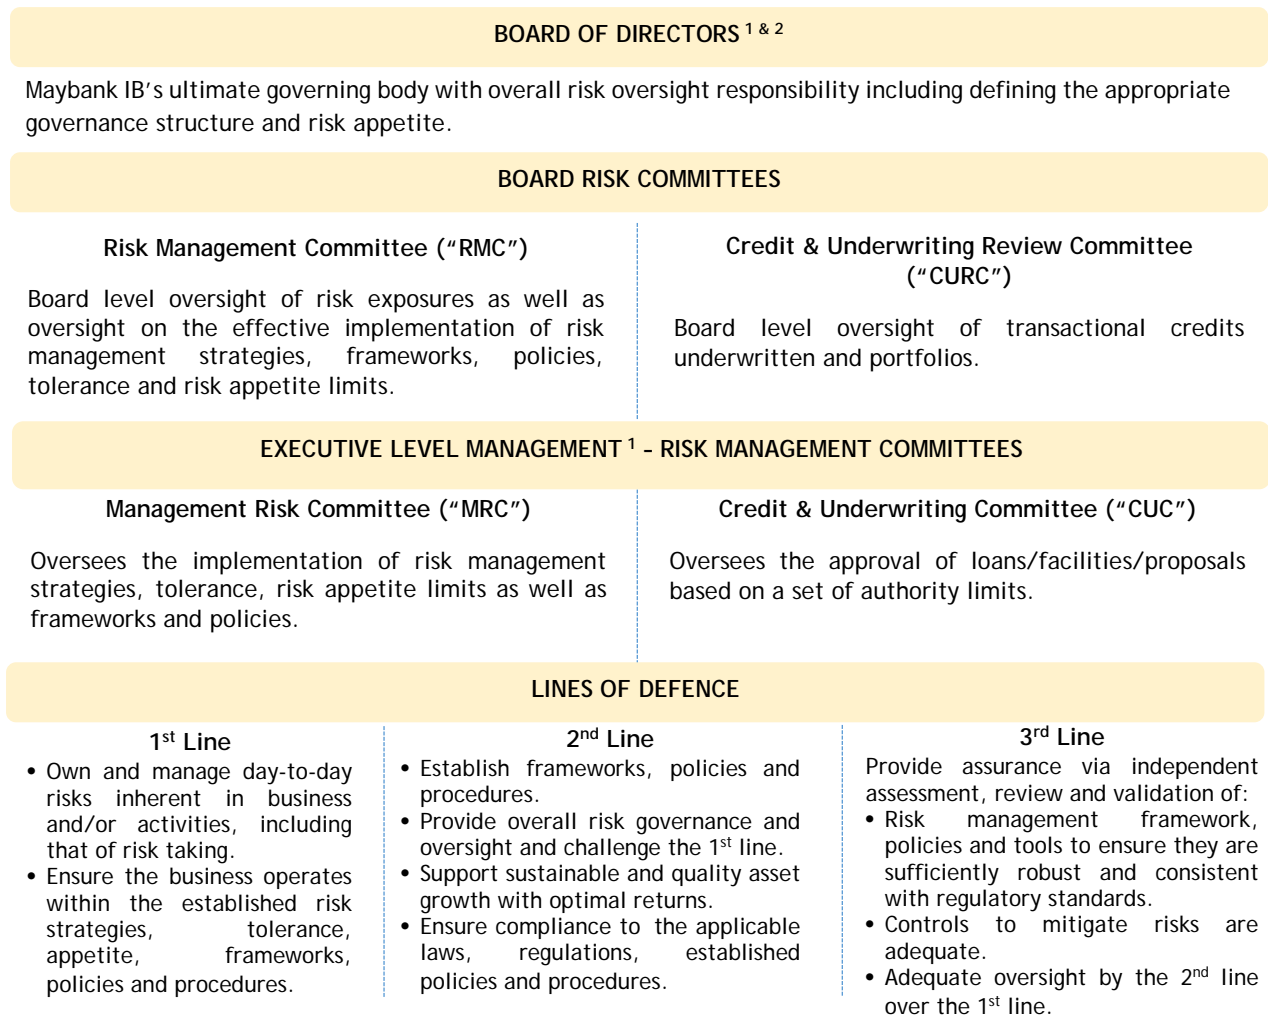 BOARD OF DIRECTORS 1 & 2
Maybank IB's ultimate governing body with overall risk oversight responsibility including defining the appropriate
governance structure and risk appetite.
BOARD RISK COMMITTEES
Risk Management Committee (“RMC”)
Board level oversight of risk exposures as well as
oversight on the effective implementation of risk
management strategies, frameworks, policies,
tolerance and risk appetite limits.
Credit & Underwriting Review Committee
(“CURC”)
Board level oversight of transactional credits
underwritten and portfolios.
EXECUTIVE LEVEL MANAGEMENT 1 - RISK MANAGEMENT COMMITTEES
Management Risk Committee (“MRC”)
Oversees the implementation of risk management
strategies, tolerance, risk appetite limits as well as
frameworks and policies.
Credit & Underwriting Committee (“CUC”)
Oversees the approval of loans/facilities/proposals
based on a set of authority limits.
LINES OF DEFENCE
1st Line
• Own and manage day-to-day
risks inherent in business
and/or activities, including
that of risk taking.
• Ensure the business operates
within the established risk
strategies, tolerance,
appetite, frameworks,
policies and procedures.
2nd Line
• Establish frameworks, policies and
procedures.
• Provide overall risk governance and
oversight and challenge the 1st line.
• Support sustainable and quality asset
growth with optimal returns.
• Ensure compliance to the applicable
laws, regulations, established
policies and procedures.
3rd Line
Provide assurance via independent
assessment, review and validation of:
• Risk management framework,
policies and tools to ensure they are
sufficiently robust and consistent
with regulatory standards.
• Controls to mitigate risks are
adequate.
• Adequate oversight by the 2nd line
over the 1st line.